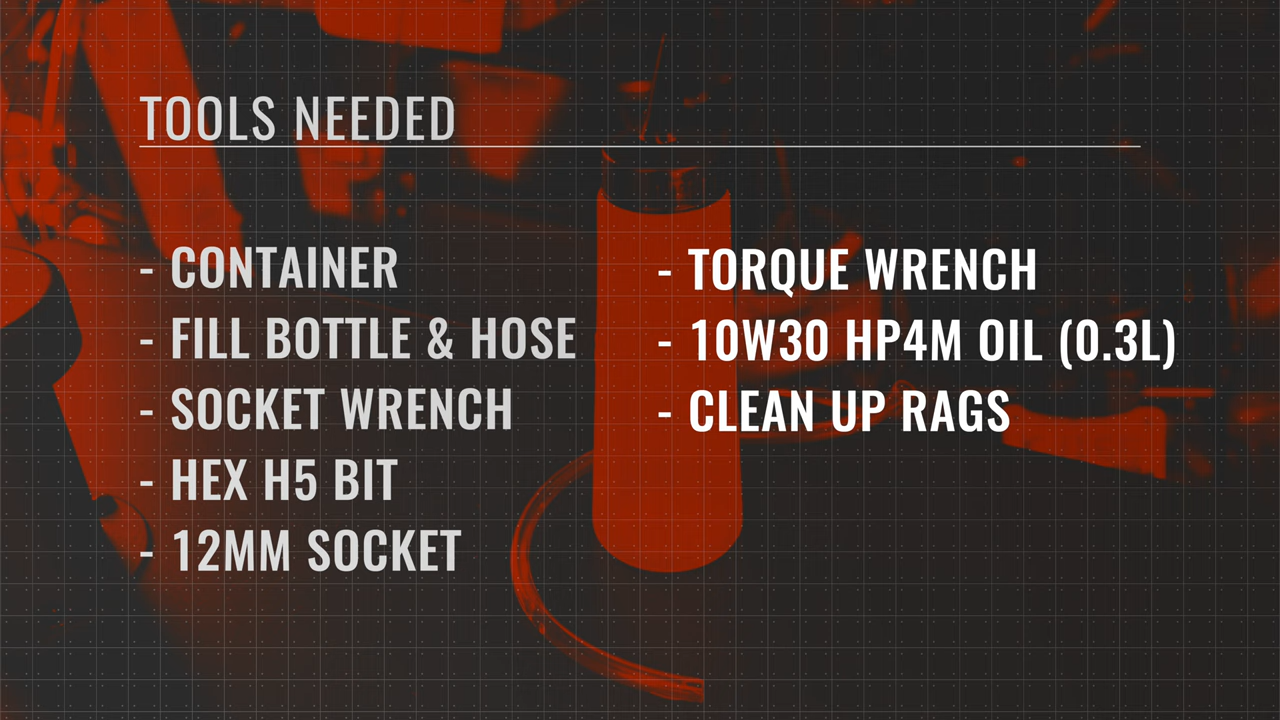 TOOLS NEEDED
- CONTAINER
- FILL BOTTLE & HOSE
- SOCKET WRENCH
- HEX H5 BIT
- 12MM SOCKET
- TORQUE WRENCH
- 10W30 HP4M OIL (0.3L)
- CLEAN UP RAGS